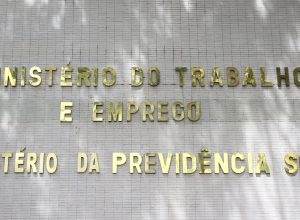 NISTÉRIO DO TRABALHO
E EMPREGO
TÉRIO DA PREVIDÊNCIA S